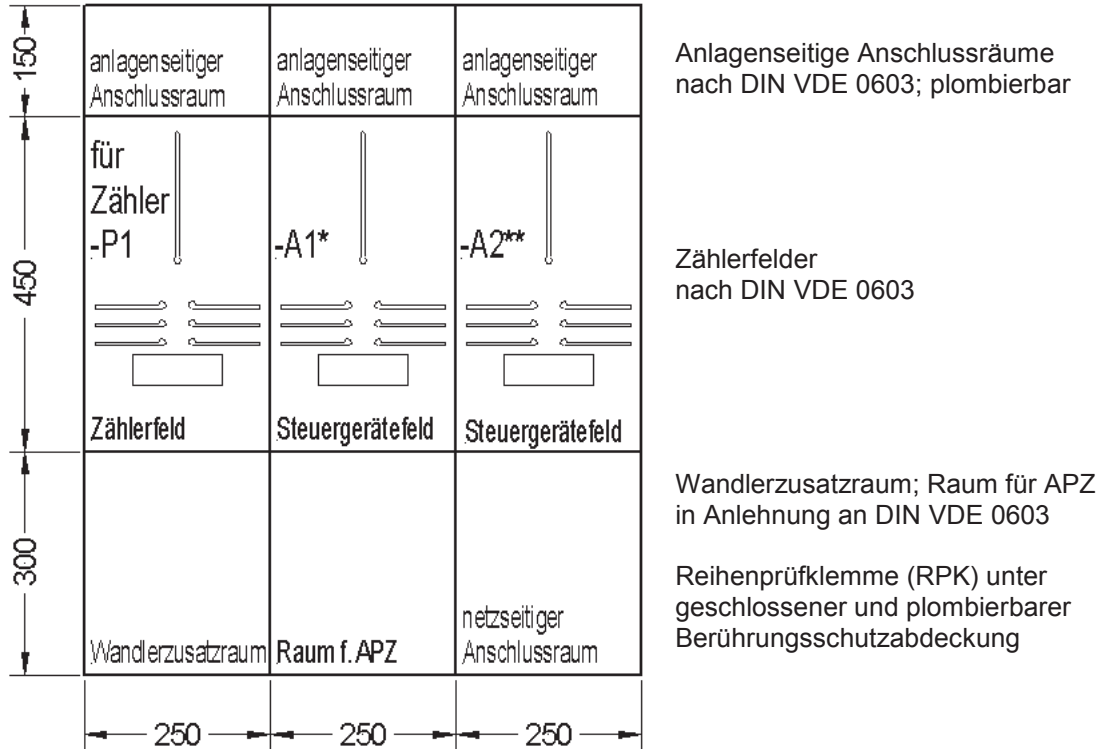 150
anlagenseitiger
Anschlussraum
anlagenseitiger
Anschlussraum
anlagenseitiger
Anschlussraum
Anlagenseitige Anschlussräume
nach DIN VDE 0603; plombierbar
450
für
Zähler
-P1
-A1*
-A2**
Zählerfeld
Steuergerätefeld
Steuergerätefeld
Zählerfelder
nach DIN VDE 0603
300
Wandlerzusatzraum
Raum f. APZ
netzseitiger
Anschlussraum
Wandlerzusatzraum; Raum für APZ
in Anlehnung an DIN VDE 0603
Reihenprüfklemme (RPK) unter
geschlossener und plombierbarer
Berührungsschutzabdeckung
250
250
250